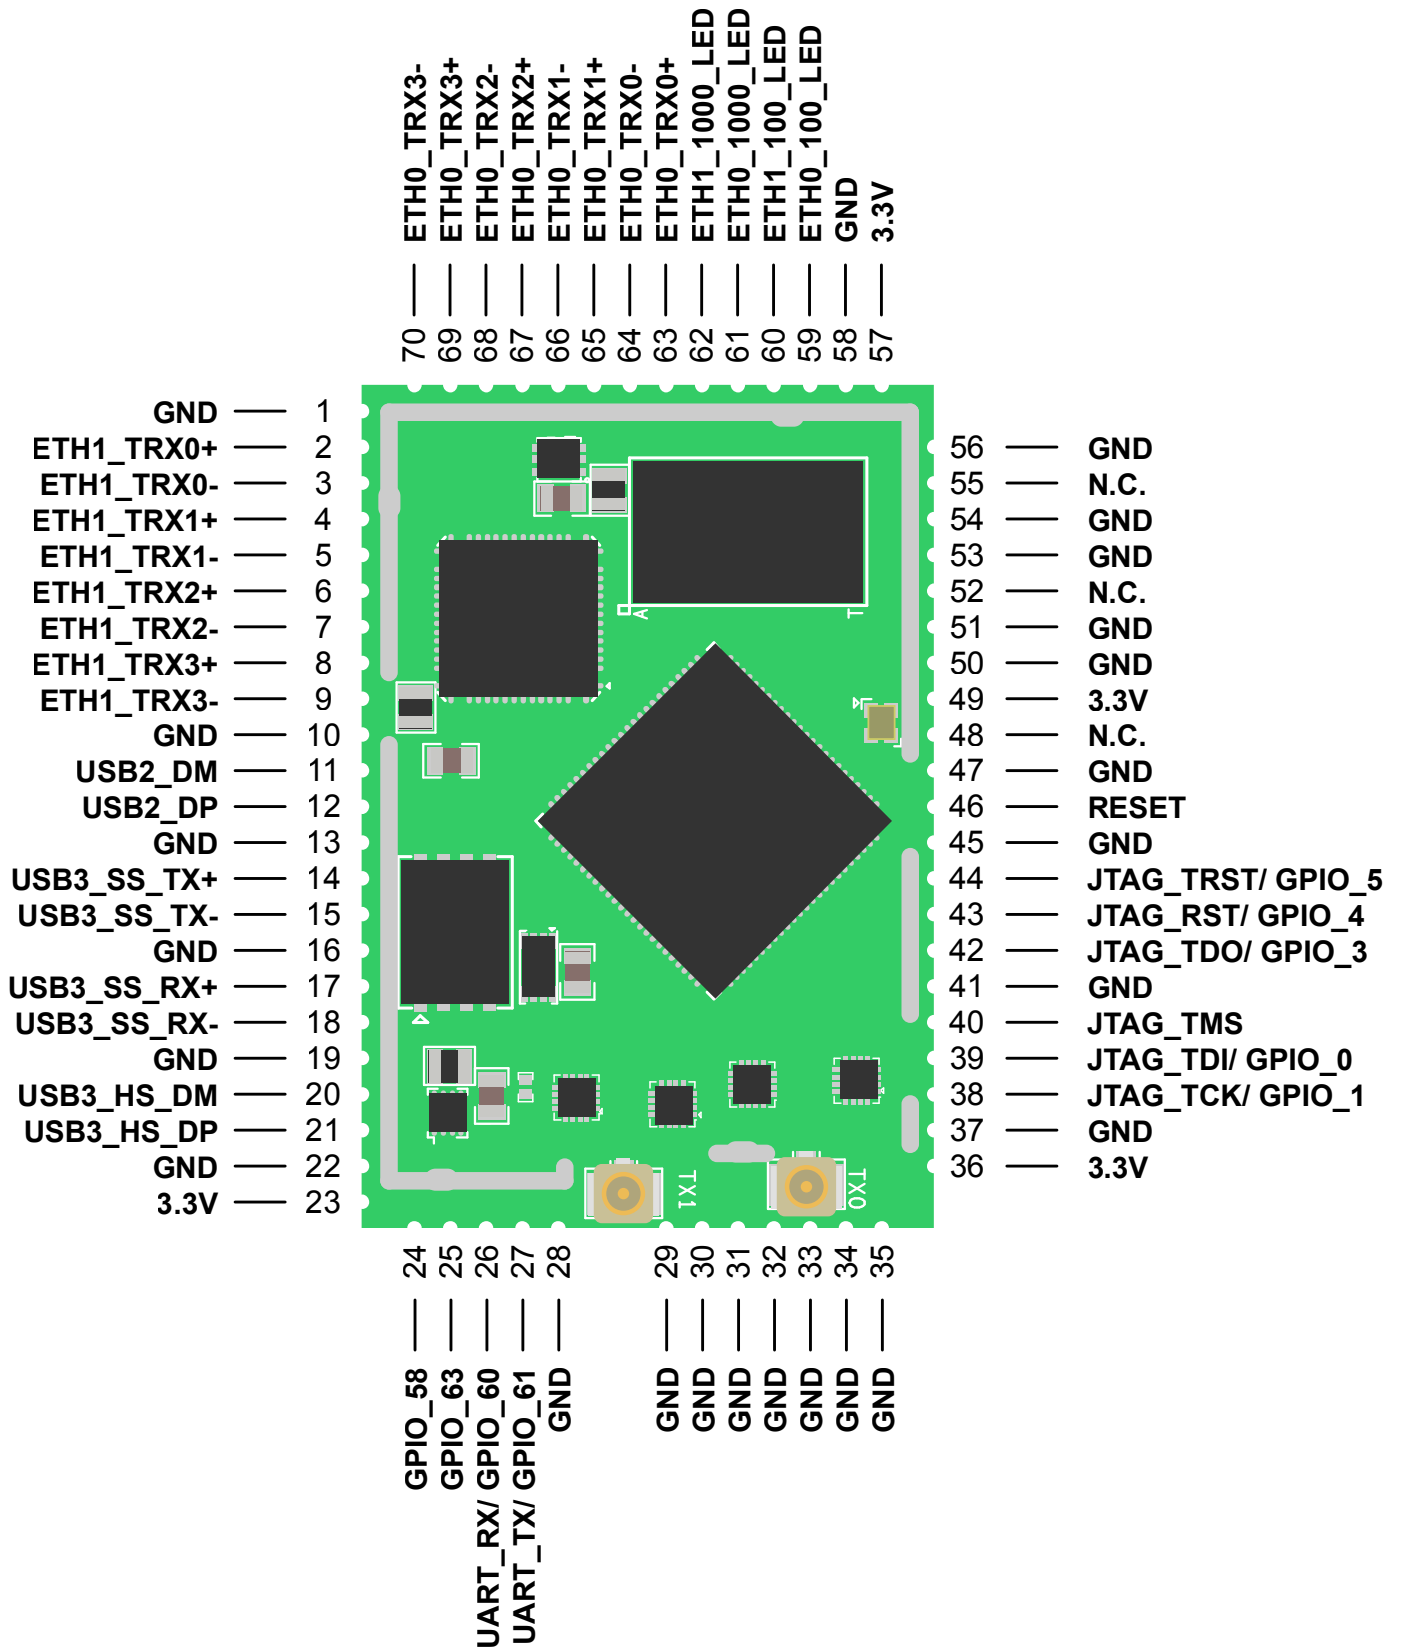 ETH0_TRX3-
ETH0_TRX3+
ETH0_TRX2-
ETH0_TRX2+
ETH0_TRX1-
ETH0_TRX1+
ETH0_TRX0-
ETH0_TRX0+
ETH1_1000_LED
ETH0_1000_LED
ETH1_100_LED
ETH0_100_LED
GND
3.3V
70
69
68
67
66
65
64
63
62
61
60
59
58
57
GND 1
ETH1_TRX0+ 2
ETH1_TRX0- 3
ETH1_TRX1+ 4
ETH1_TRX1- 5
ETH1_TRX2+ 6
ETH1_TRX2- 7
ETH1_TRX3+ 8
ETH1_TRX3- 9
GND 10
USB2_DM 11
USB2_DP 12
GND 13
USB3_SS_TX+ 14
USB3_SS_TX- 15
GND 16
USB3_SS_RX+ 17
USB3_SS_RX- 18
GND 19
USB3_HS_DM 20
USB3_HS_DP 21
GND 22
3.3V 23
A
T
TX1
TX0
56 GND
55 N.C.
54 GND
53 GND
52 N.C.
51 GND
50 GND
49 3.3V
48 N.C.
47 GND
46 RESET
45 GND
44 JTAG_TRST/ GPIO_5
43 JTAG_RST/ GPIO_4
42 JTAG_TDO/ GPIO_3
41 GND
40 JTAG_TMS
39 JTAG_TDI/ GPIO_0
38 JTAG_TCK/ GPIO_1
37 GND
36 3.3V
24
25
26
27
28
29
30
31
32
33
34
35
GPIO_58
GPIO_63
UART_RX/ GPIO_60
UART_TX/ GPIO_61
GND
GND
GND
GND
GND
GND
GND
GND